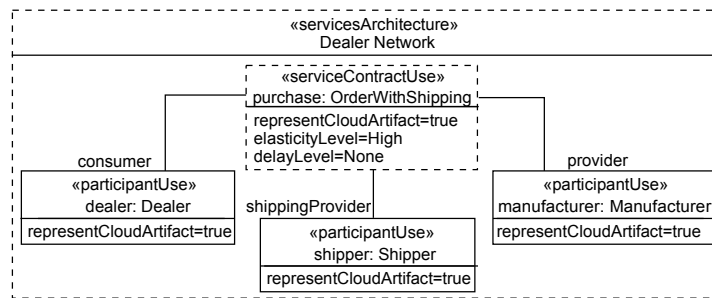 «servicesArchitecture»
Dealer Network
«serviceContractUse»
purchase: OrderWithShipping
representCloudArtifact=true
elasticityLevel=High
delayLevel=None
consumer
provider
«participantUse»
dealer: Dealer
representCloudArtifact=true
shippingProvider
«participantUse»
shipper: Shipper
representCloudArtifact=true
«participantUse»
manufacturer: Manufacturer
representCloudArtifact=true